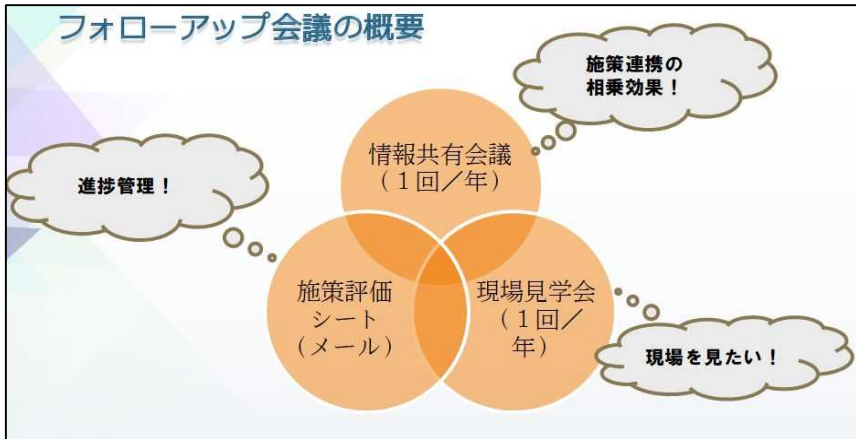 フォローアップ会議の概要
施策連携の
相乗効果！
情報共有会議
（１回／年）
進捗管理！
施策評価
シート
（メール）
現場見学会
（１回／
年）
現場を見たい！